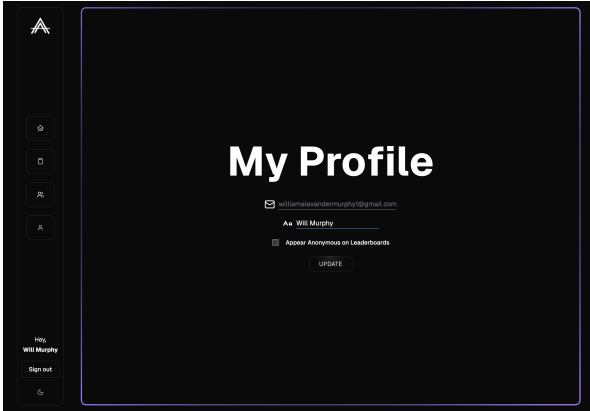 My Profile
williamalexandermurphy1@gmail.com
Aa Will Murphy
Appear Anonymous on Leaderboards
UPDATE
Hey,
Will Murphy
Sign out